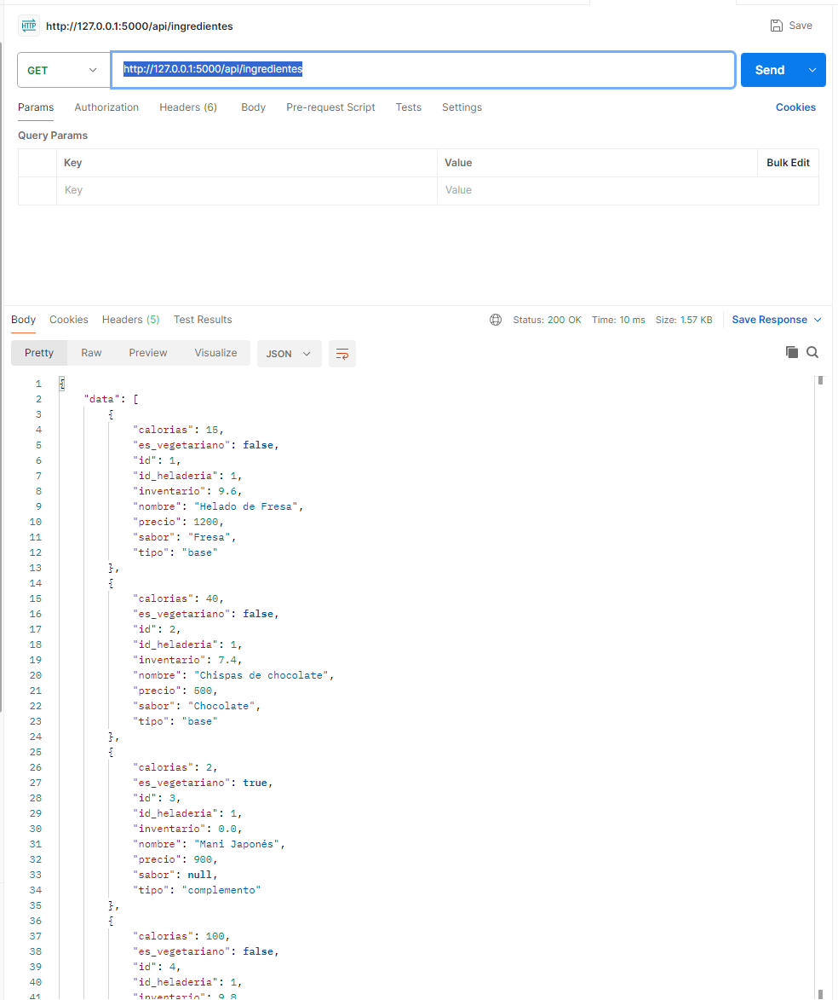 HTTP http://127.0.0.1:5000/api/ingredientes Save
GET http://127.0.0.1:5000/api/ingredientes Send
Params Authorization Headers (6) Body Pre-request Script Tests Settings Cookies
Query Params
Key Value Bulk Edit
Key Value
Body Cookies Headers (5) Test Results Status: 200 OK Time: 10 ms Size: 1.57 KB Save Response
Pretty Raw Preview Visualize JSON
1 {
2 "data": [
3 {
4 "calorias": 15,
5 "es_vegetariano": false,
6 "id": 1,
7 "id_heladeria": 1,
8 "inventario": 9.6,
9 "nombre": "Helado de Fresa",
10 "precio": 1200,
11 "sabor": "Fresa",
12 "tipo": "base"
13 },
14 {
15 "calorias": 40,
16 "es_vegetariano": false,
17 "id": 2,
18 "id_heladeria": 1,
19 "inventario": 7.4,
20 "nombre": "Chispas de chocolate",
21 "precio": 500,
22 "sabor": "Chocolate",
23 "tipo": "base"
24 },
25 {
26 "calorias": 2,
27 "es_vegetariano": true,
28 "id": 3,
29 "id_heladeria": 1,
30 "inventario": 0.0,
31 "nombre": "Mani Japonés",
32 "precio": 900,
33 "sabor": null,
34 "tipo": "complemento"
35 },
36 {
37 "calorias": 100,
38 "es_vegetariano": false,
39 "id": 4,
40 "id_heladeria": 1,
41 "inventario": 9.8,